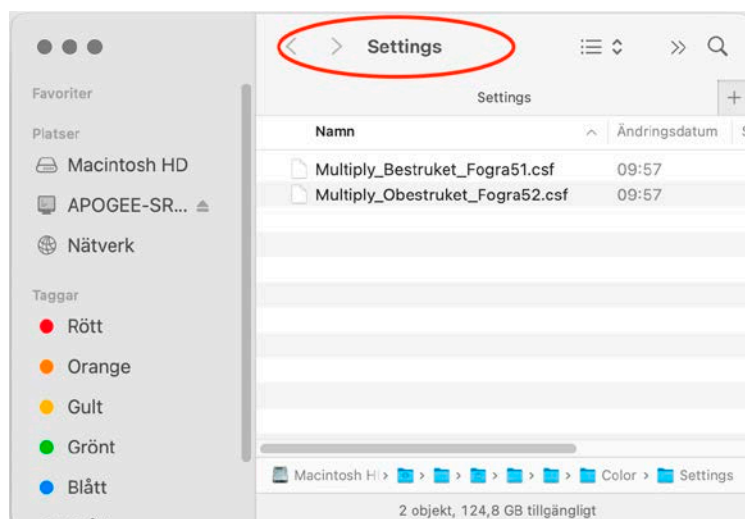 Settings
Favoriter
Platser
Macintosh HD
APOGEE-SR...
Nätverk
Taggar
Rött
Orange
Gult
Grönt
Blått
Settings
Namn Ändringsdatum
Multiply_Bestruket_Fogra51.csf 09:57
Multiply_Obestruket_Fogra52.csf 09:57
Macintosh H Color Settings
2 objekt, 124,8 GB tillgängligt